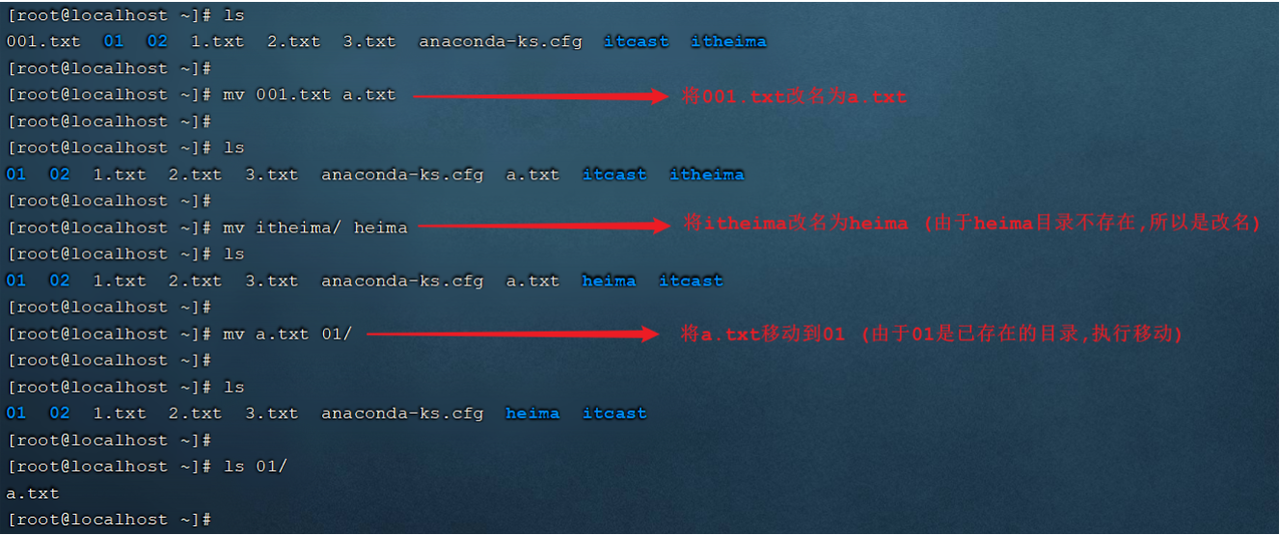 [root@localhost ~]# ls
001.txt 01 02 1.txt 2.txt 3.txt anaconda-ks.cfg itcast itheima
[root@localhost ~]#
[root@localhost ~]# mv 001.txt a.txt 将001.txt改名为a.txt
[root@localhost ~]#
[root@localhost ~]# ls
01 02 1.txt 2.txt 3.txt anaconda-ks.cfg a.txt itcast itheima
[root@localhost ~]#
[root@localhost ~]# mv itheima/ heima 将itheima改名为heima (由于heima目录不存在,所以是改名)
[root@localhost ~]# ls
01 02 1.txt 2.txt 3.txt anaconda-ks.cfg a.txt heima itcast
[root@localhost ~]#
[root@localhost ~]# mv a.txt 01/ 将a.txt移动到01 (由于01是已存在的目录,执行移动)
[root@localhost ~]#
[root@localhost ~]# ls
01 02 1.txt 2.txt 3.txt anaconda-ks.cfg heima itcast
[root@localhost ~]#
[root@localhost ~]# ls 01/
a.txt
[root@localhost ~]#